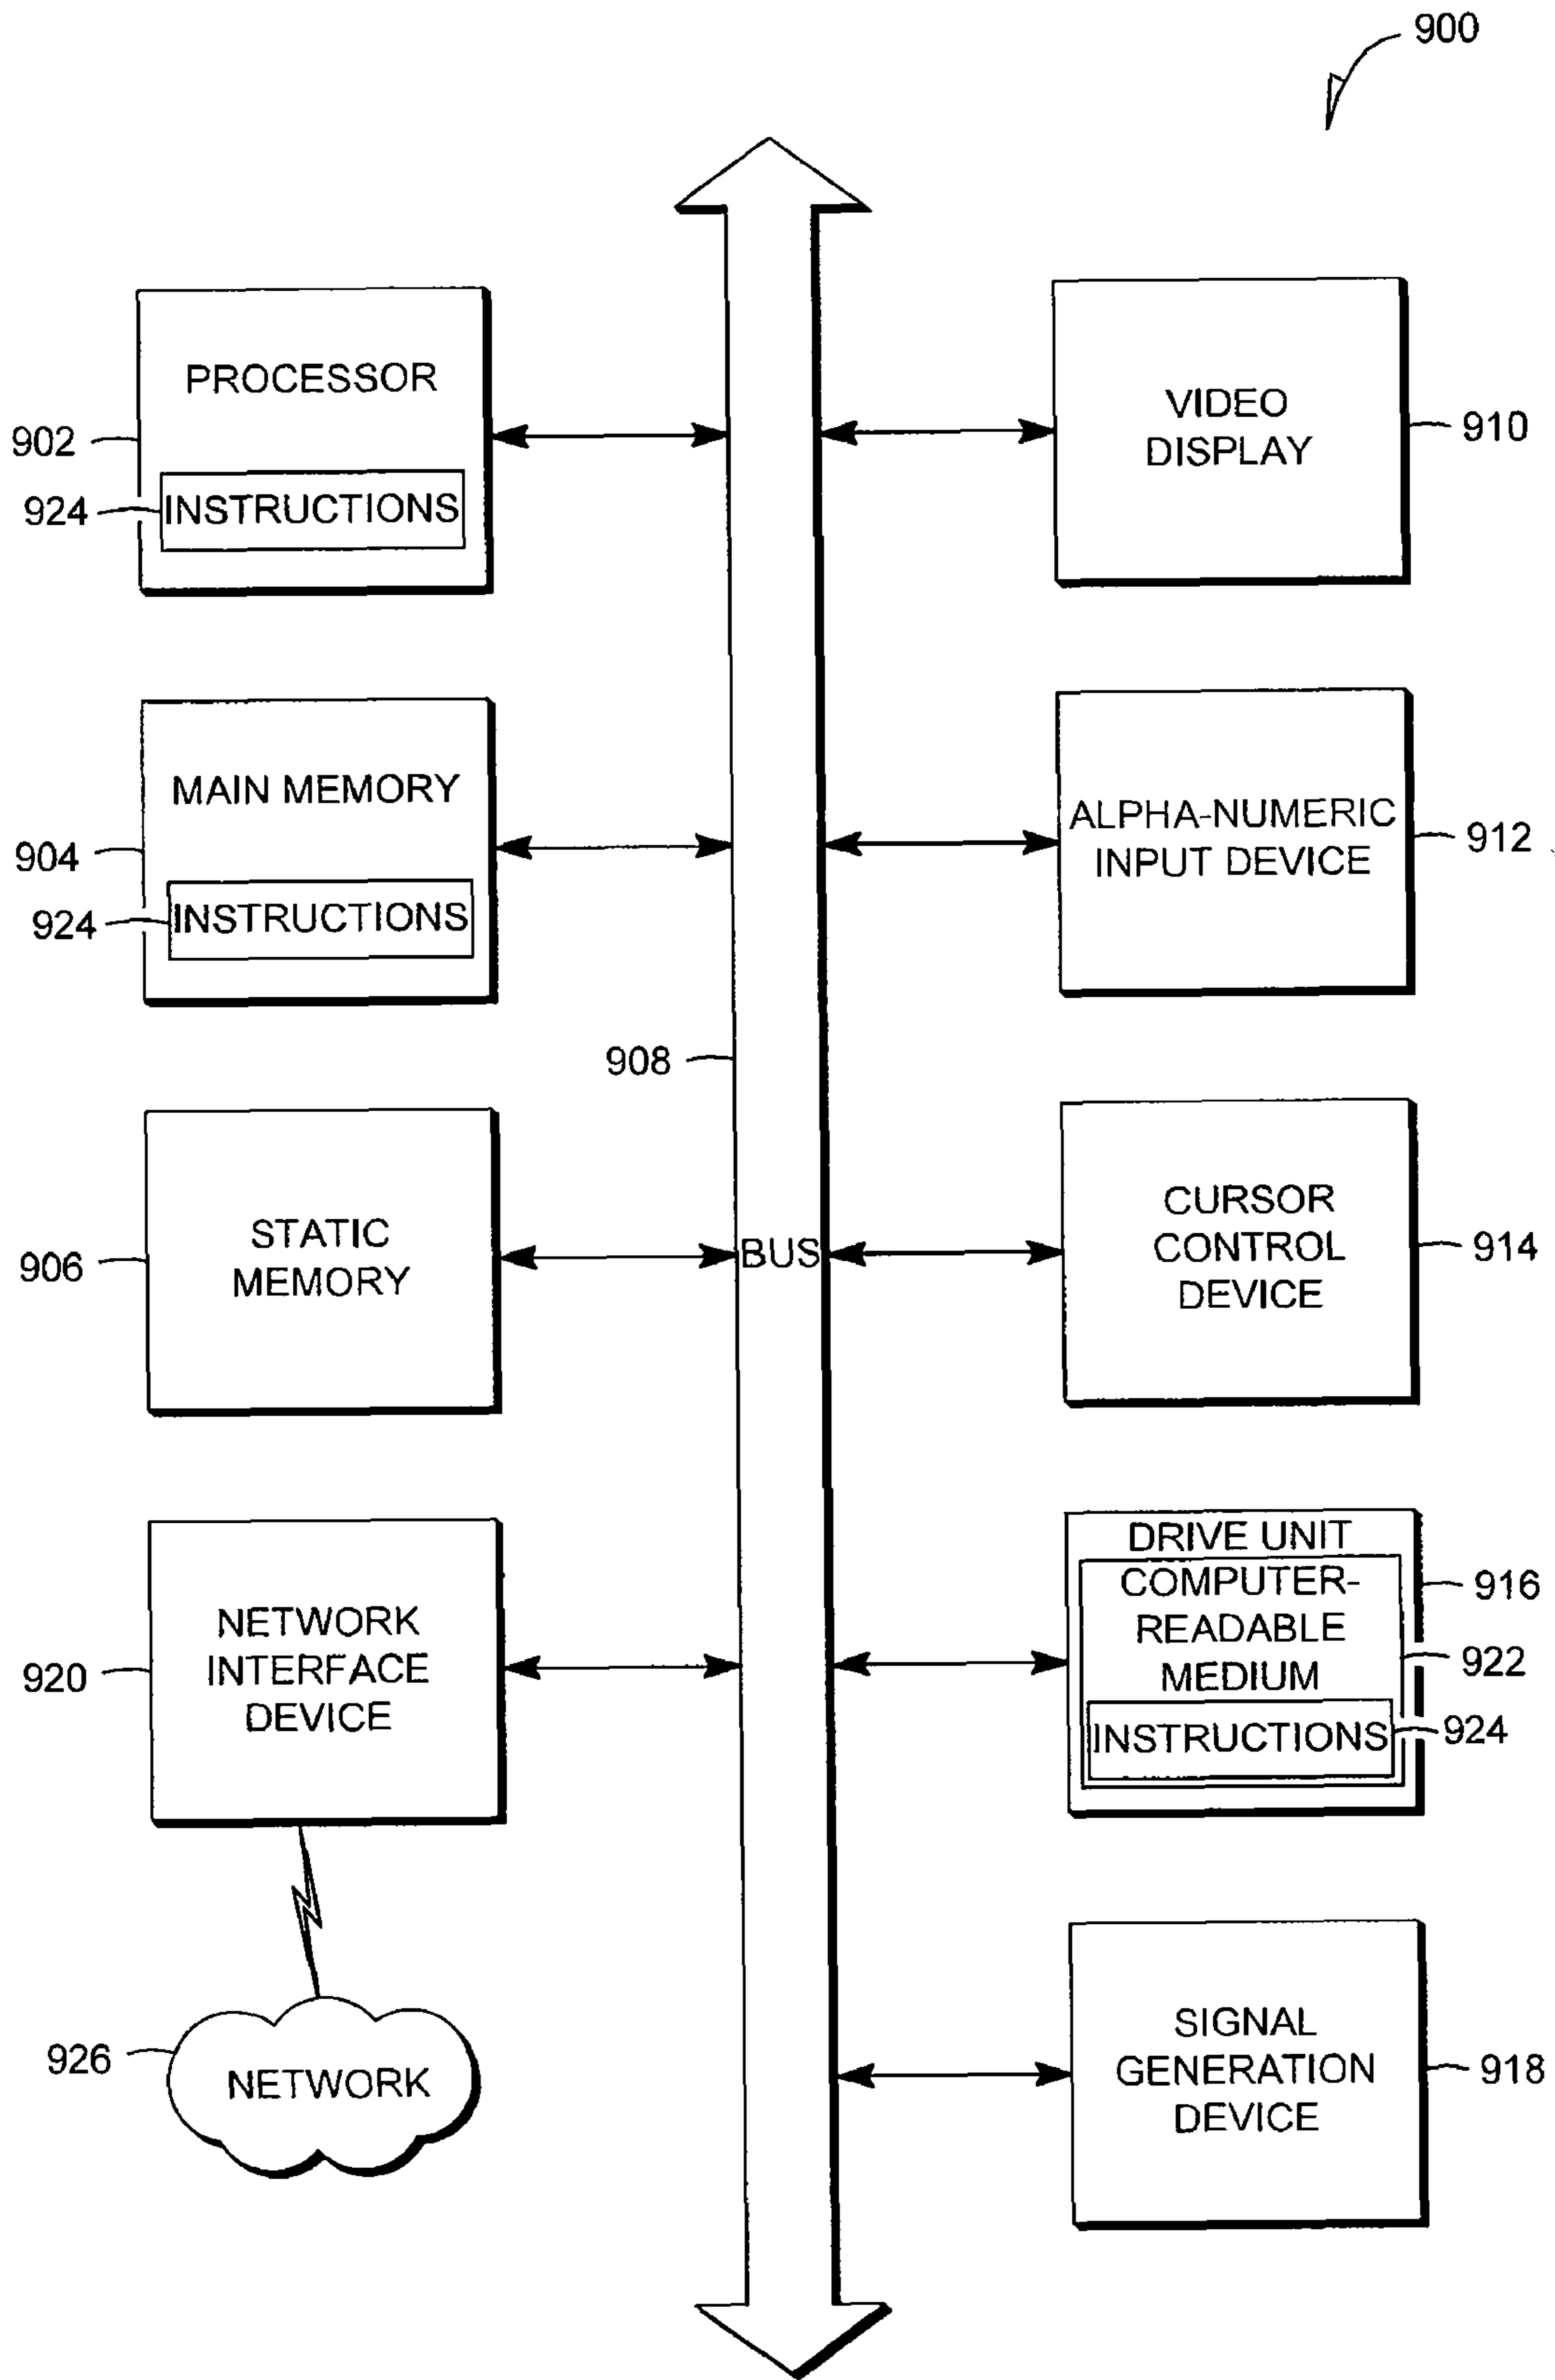 900
PROCESSOR
902
924
INSTRUCTIONS
VIDEO
DISPLAY
910
MAIN MEMORY
904
924
INSTRUCTIONS
ALPHA-NUMERIC
INPUT DEVICE
912
908
BUS
STATIC
MEMORY
906
CURSOR
CONTROL
DEVICE
914
NETWORK
INTERFACE
DEVICE
920
DRIVE UNIT
916
COMPUTER-
READABLE
MEDIUM
922
INSTRUCTIONS
924
926
NETWORK
SIGNAL
GENERATION
DEVICE
918